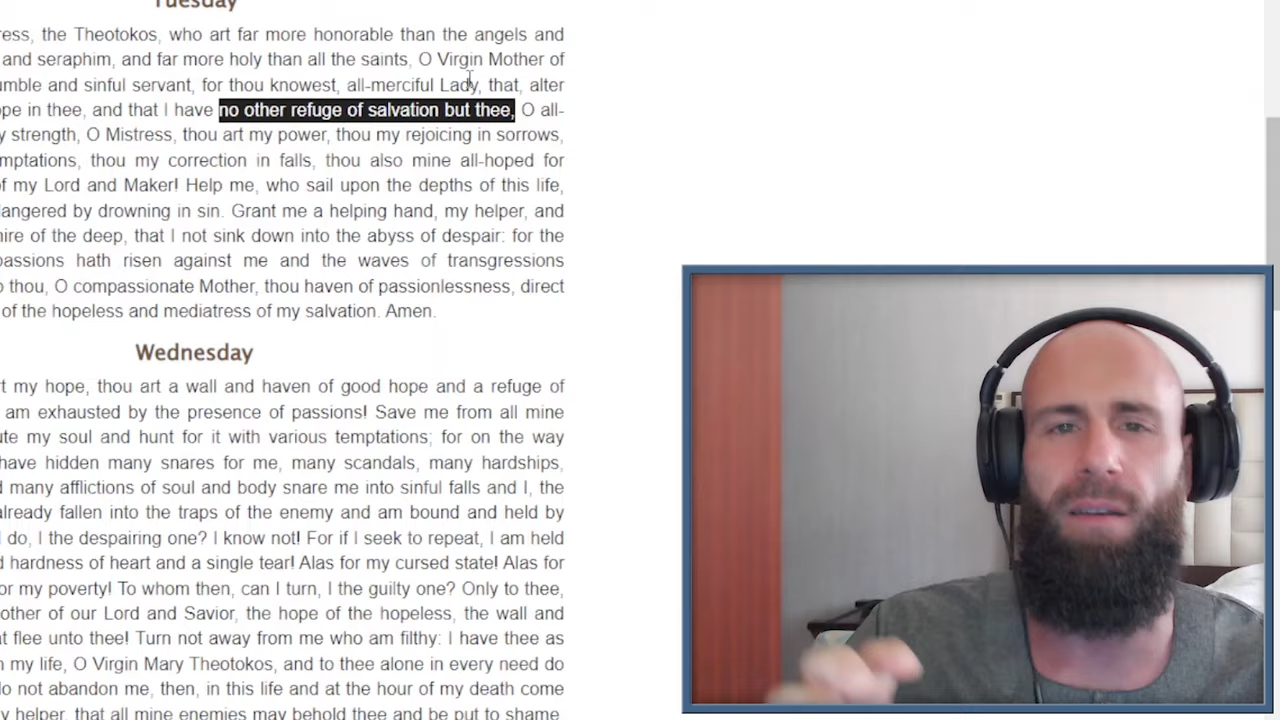 Tuesday
ress, the Theotokos, who art far more honorable than the angels and
and seraphim, and far more holy than all the saints, O Virgin Mother of
umble and sinful servant, for thou knowest, all-merciful Lady, that, alter
ope in thee, and that I have no other refuge of salvation but thee, O all-
y strength, O Mistress, thou art my power, thou my rejoicing in sorrows,
mptations, thou my correction in falls, thou also mine all-hoped for
of my Lord and Maker! Help me, who sail upon the depths of this life,
dangered by drowning in sin. Grant me a helping hand, my helper, and
mire of the deep, that I not sink down into the abyss of despair: for the
passions hath risen against me and the waves of transgressions
o thou, O compassionate Mother, thou haven of passionlessness, direct
of the hopeless and mediatress of my salvation. Amen.
Wednesday
rt my hope, thou art a wall and haven of good hope and a refuge of
am exhausted by the presence of passions! Save me from all mine
ute my soul and hunt for it with various temptations; for on the way
have hidden many snares for me, many scandals, many hardships,
d many afflictions of soul and body snare me into sinful falls and I, the
already fallen into the traps of the enemy and am bound and held by
I do, I the despairing one? I know not! For if I seek to repeat, I am held
d hardness of heart and a single tear! Alas for my cursed state! Alas for
or my poverty! To whom then, can I turn, I the guilty one? Only to thee,
other of our Lord and Savior, the hope of the hopeless, the wall and
at flee unto thee! Turn not away from me who am filthy: I have thee as
n my life, O Virgin Mary Theotokos, and to thee alone in every need do
do not abandon me, then, in this life and at the hour of my death come
y helper, that all mine enemies may behold thee and be put to shame